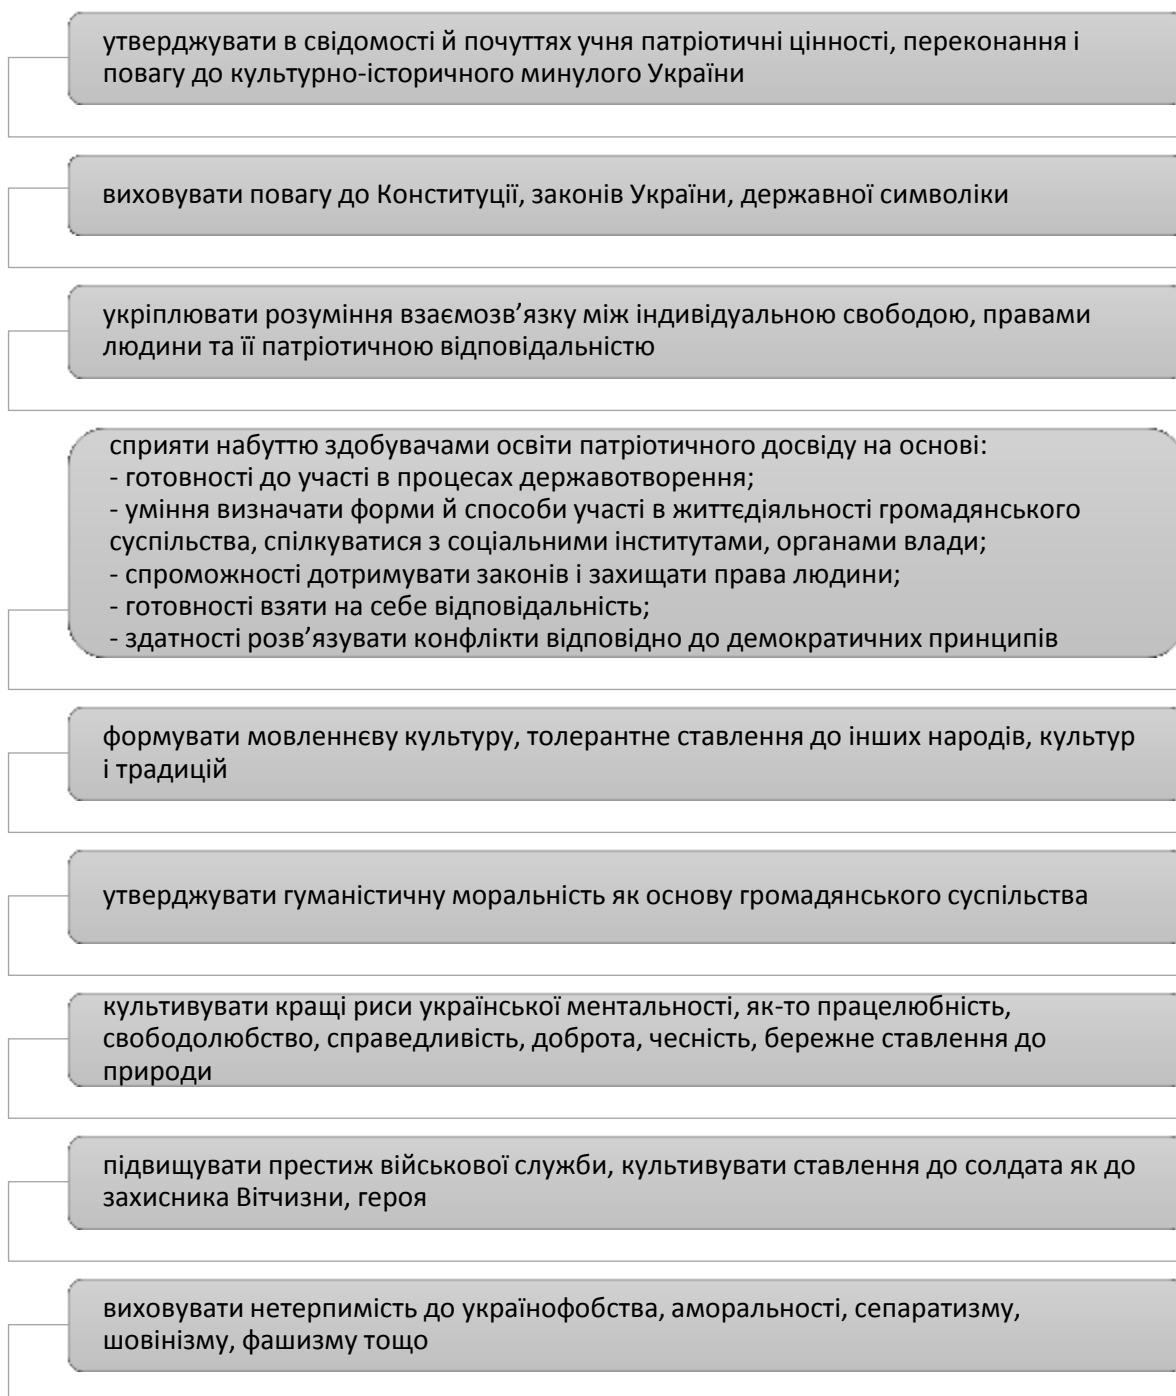 утверджувати в свідомості й почуттях учня патріотичні цінності, переконання і
повагу до культурно-історичного минулого України
виховувати повагу до Конституції, законів України, державної символіки
укріплювати розуміння взаємозв’язку між індивідуальною свободою, правами
людини та її патріотичною відповідальністю
сприяти набуттю здобувачами освіти патріотичного досвіду на основі:
- готовності до участі в процесах державотворення;
- уміння визначати форми й способи участі в життєдіяльності громадянського
суспільства, спілкуватися з соціальними інститутами, органами влади;
- спроможності дотримувати законів і захищати права людини;
- готовності взяти на себе відповідальність;
- здатності розв’язувати конфлікти відповідно до демократичних принципів
формувати мовленнєву культуру, толерантне ставлення до інших народів, культур
і традицій
утверджувати гуманістичну моральність як основу громадянського суспільства
культивувати кращі риси української ментальності, як-то працелюбність,
свободолюбство, справедливість, доброта, чесність, бережне ставлення до
природи
підвищувати престиж військової служби, культивувати ставлення до солдата як до
захисника Вітчизни, героя
виховувати нетерпимість до українофобства, аморальності, сепаратизму,
шовінізму, фашизму тощо